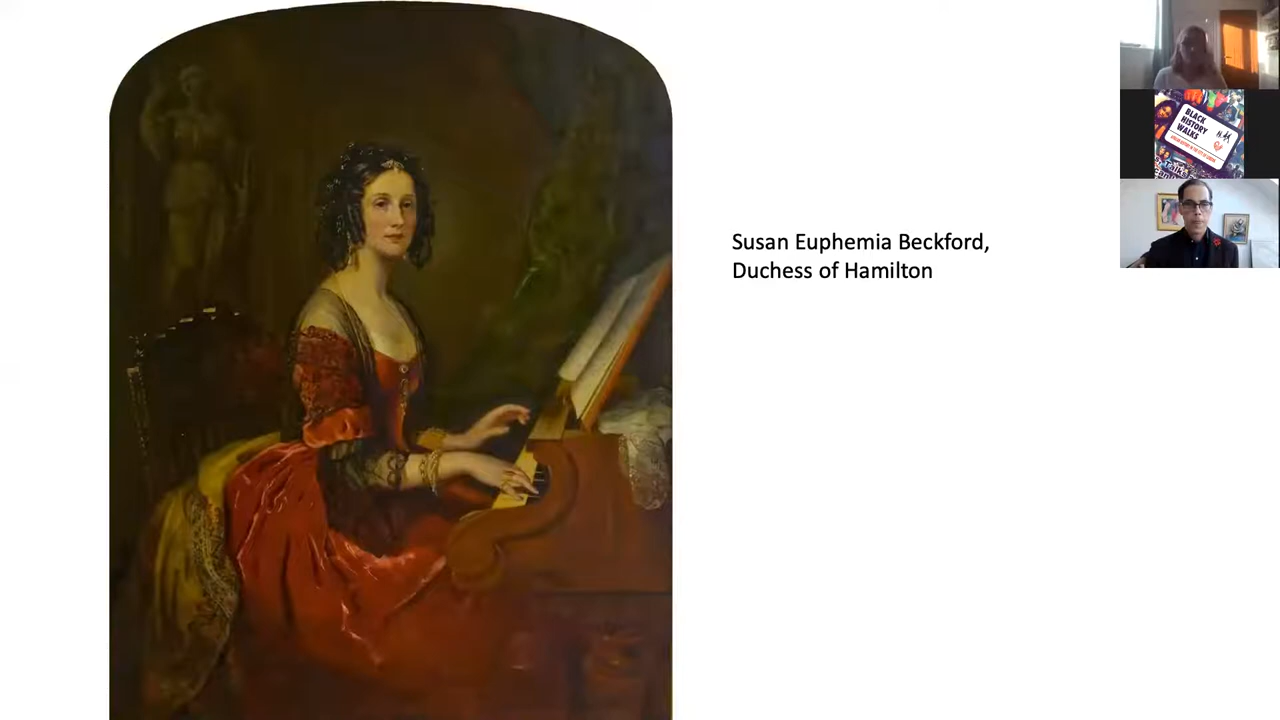 Susan Euphemia Beckford,
Duchess of Hamilton
BLACK
HISTORY
WALKS